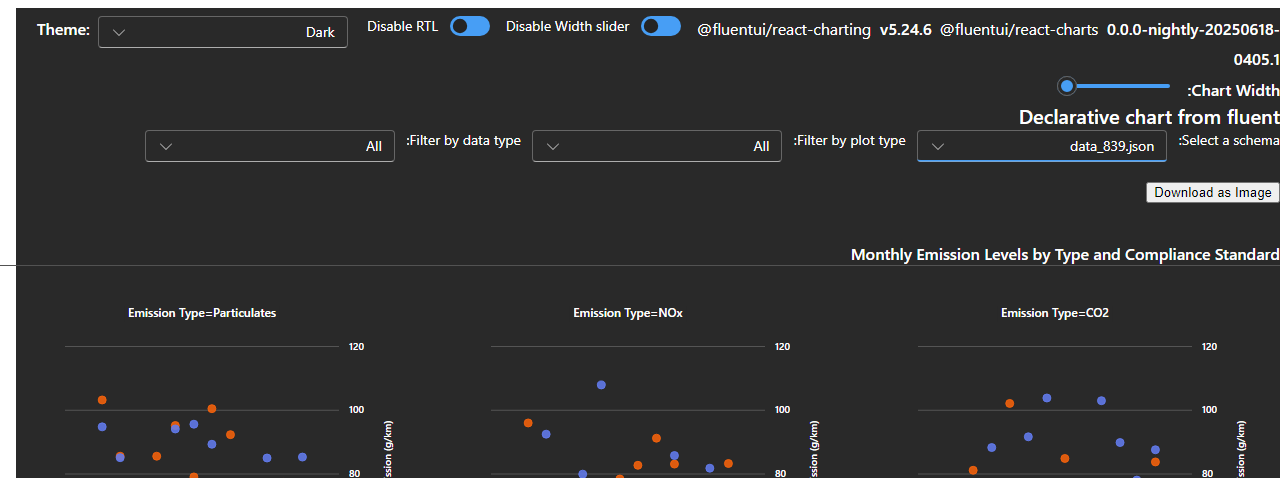 Theme: Dark Disable RTL Disable Width slider @fluentui/react-charting v5.24.6 @fluentui/react-charts 0.0.0-nightly-20250618-
0405.1
:Chart Width
Declarative chart from fluent
All :Filter by data type All :Filter by plot type data_839.json :Select a schema
Download as Image
Monthly Emission Levels by Type and Compliance Standard
Emission Type=Particulates Emission Type=NOx Emission Type=CO2
120 120 120
100 100 100
ssion (g/km) ssion (g/km) ssion (g/km)
80 80 80